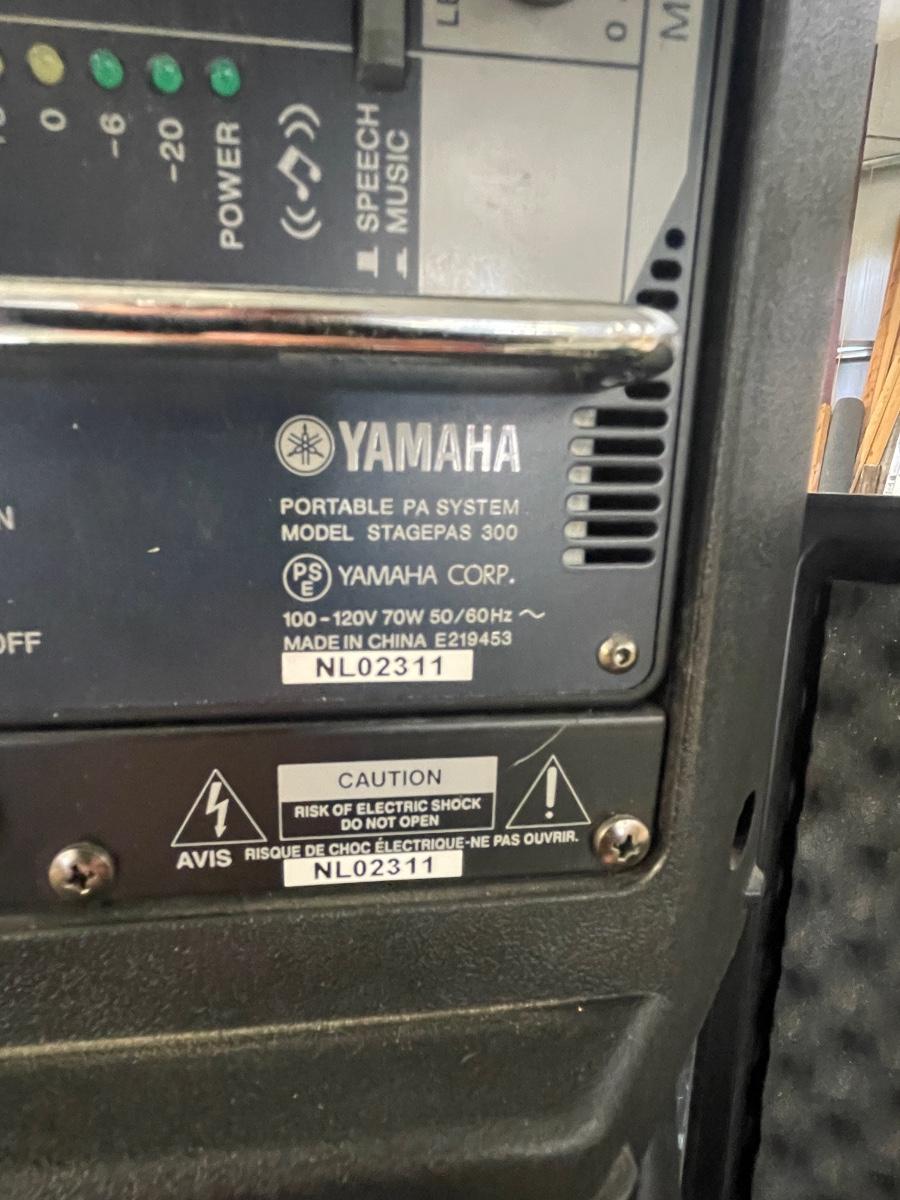 0
-6
-20
POWER
SPEECH
MUSIC
0
YAMAHA
PORTABLE PA SYSTEM
MODEL STAGEPAS 300
PSE YAMAHA CORP.
100-120V 70W 50/60Hz ~
MADE IN CHINA E219453
NL02311
OFF
CAUTION
RISK OF ELECTRIC SHOCK
DO NOT OPEN
AVIS RISQUE DE CHOC ÉLECTRIQUE-NE PAS OUVRIR.
NL02311